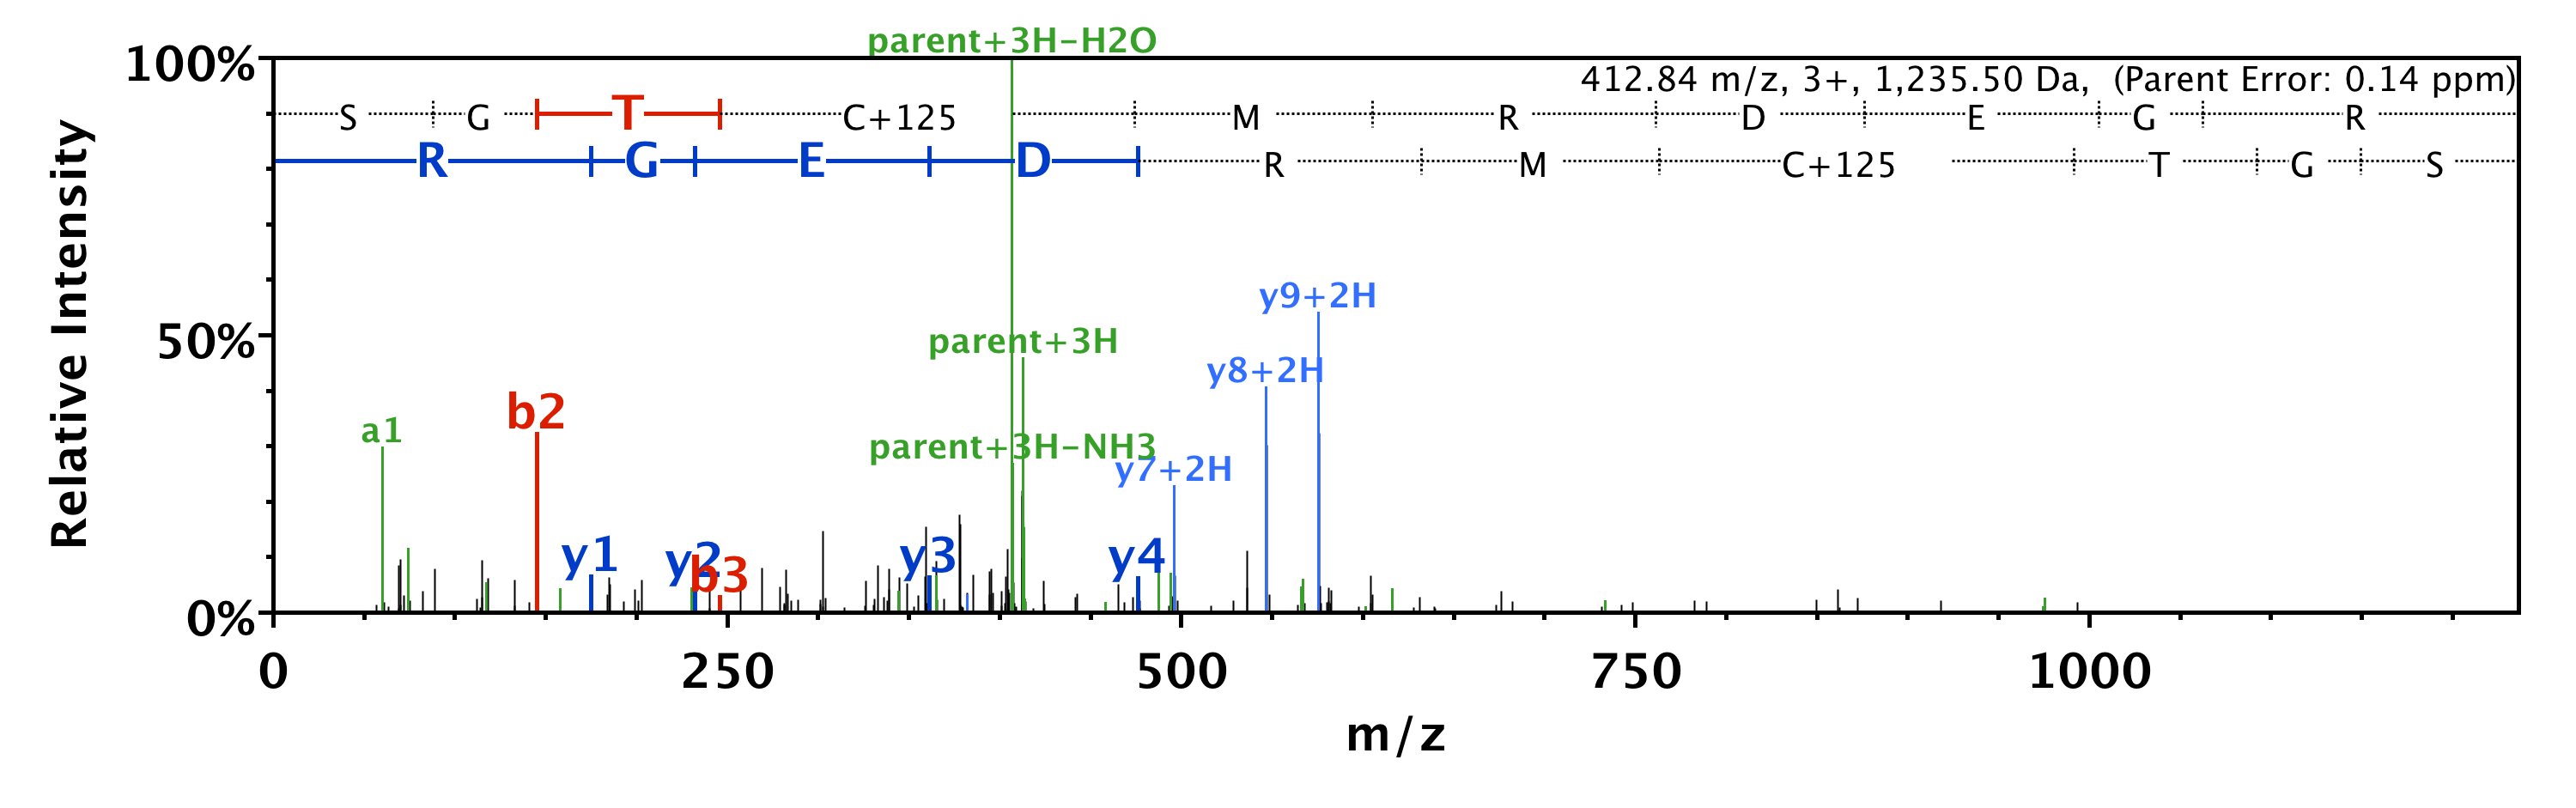 parent+3H-H2O
100%
412.84 m/z, 3+, 1,235.50 Da, (Parent Error: 0.14 ppm)
S G T C+125 M R D E G R
R G E D R M C+125 T G S
y9+2H
50%
parent+3H
y8+2H
a1
b2
parent+3H-NH3
y7+2H
y1
y2
b3
y3
y4
0%
0 250 500 750 1000
m/z
Relative Intensity